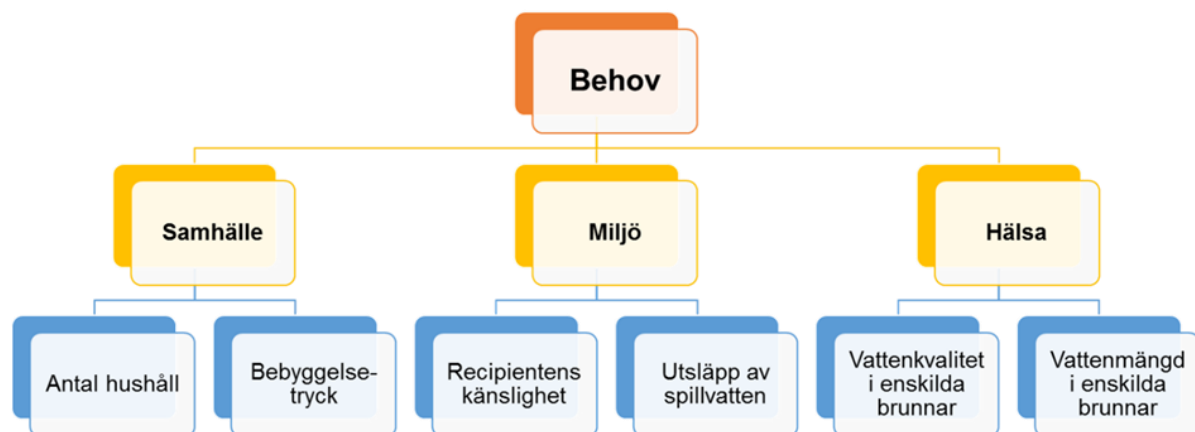 Behov
Samhälle
Miljö
Hälsa
Antal hushåll
Bebyggelse-
tryck
Recipientens
känslighet
Utsläpp av
spillvatten
Vattenkvalitet
i enskilda
brunnar
Vattenmängd
i enskilda
brunnar